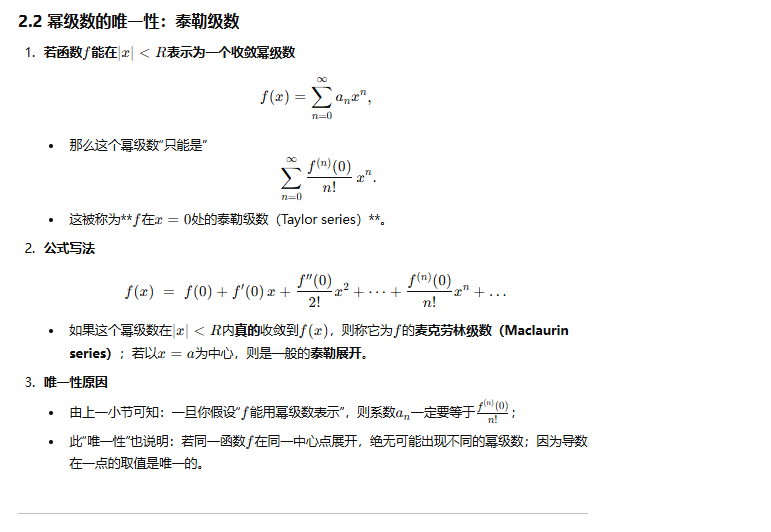 2.2 幂级数的唯一性：泰勒级数
1. 若函数f能在|x| < R表示为一个收敛幂级数
f(x) = ∑_{n=0}^{∞} a_n x^n,
• 那么这个幂级数“只能是”
∑_{n=0}^{∞} \frac{f^{(n)}(0)}{n!} x^n.
• 这被称为**f在x = 0处的泰勒级数（Taylor series）**。
2. 公式写法
f(x) = f(0) + f′(0) x + \frac{f″(0)}{2!} x^2 + ⋯ + \frac{f^{(n)}(0)}{n!} x^n + …
• 如果这个幂级数在|x| < R内真的收敛到f(x)，则称它为f的麦克劳林级数（Maclaurin
series）；若以x = a为中心，则是一般的泰勒展开。
3. 唯一性原因
• 由上一小节可知：一旦你假设“f能用幂级数表示”，则系数a_n一定要等于\frac{f^{(n)}(0)}{n!}；
• 此“唯一性”也说明：若同一函数f在同一中心点展开，绝无可能出现不同的幂级数；因为导数
在一点的取值是唯一的。